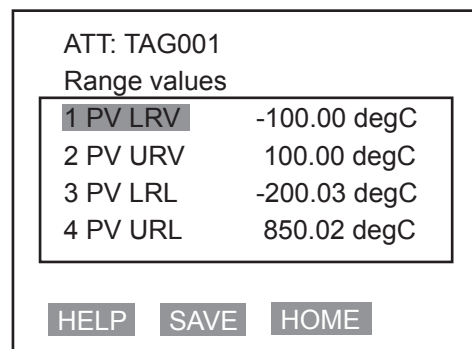 ATT: TAG001
Range values
1 PV LRV -100.00 degC
2 PV URV 100.00 degC
3 PV LRL -200.03 degC
4 PV URL 850.02 degC
HELP SAVE HOME